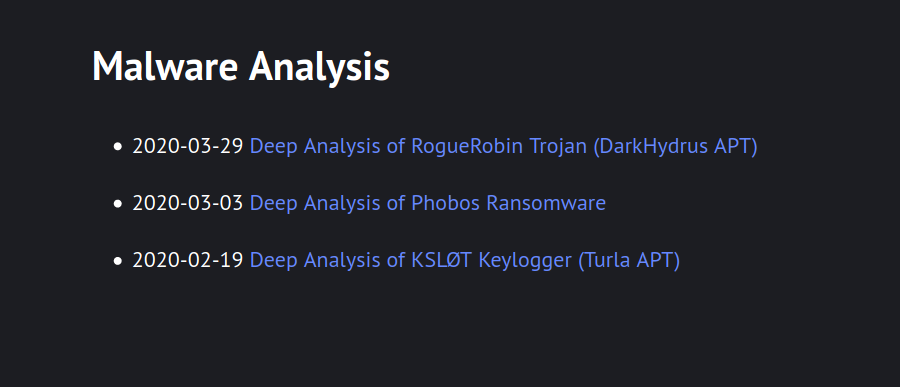 Malware Analysis
• 2020-03-29 Deep Analysis of RogueRobin Trojan (DarkHydrus APT)
• 2020-03-03 Deep Analysis of Phobos Ransomware
• 2020-02-19 Deep Analysis of KSLØT Keylogger (Turla APT)